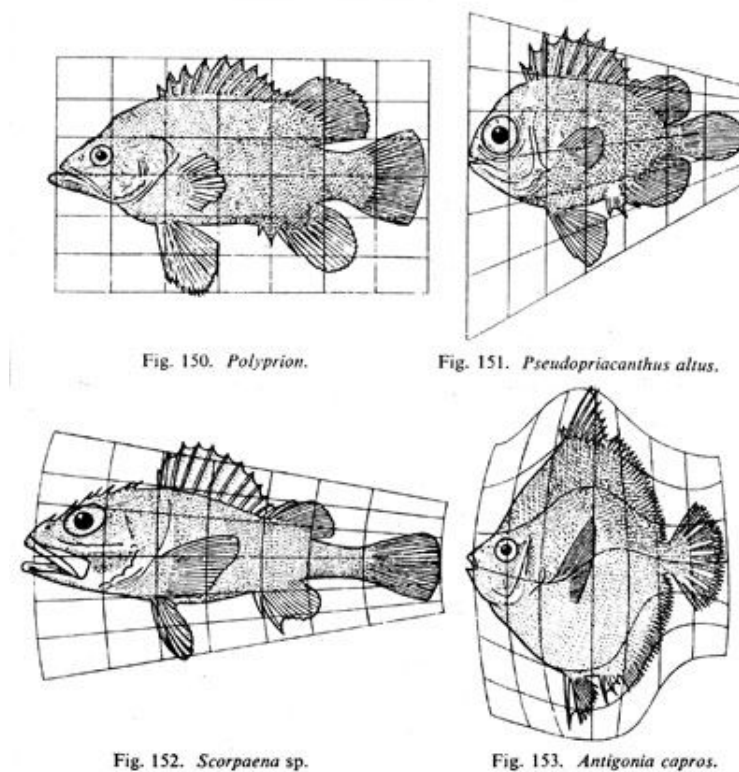 Fig. 150. Polyprion.
Fig. 151. Pseudopriacanthus altus.
Fig. 152. Scorpaena sp.
Fig. 153. Antigonia capros.